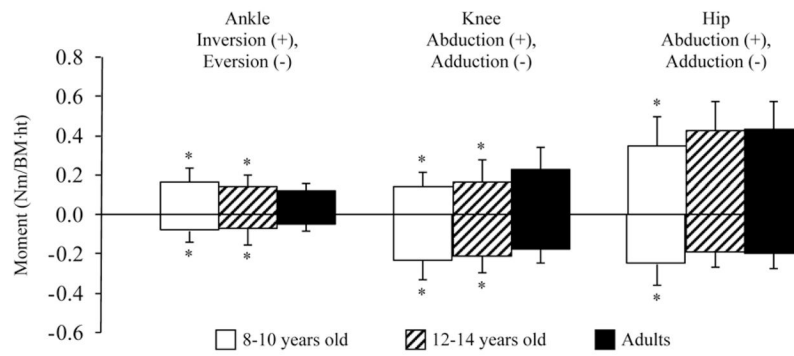 Ankle
Inversion (+),
Eversion (-)
Knee
Abduction (+),
Adduction (-)
Hip
Abduction (+),
Adduction (-)
Moment (Nm/BM·ht)
0.8
0.6
0.4
0.2
0.0
-0.2
-0.4
-0.6
* * * * *
* * * * *
8-10 years old 12-14 years old Adults